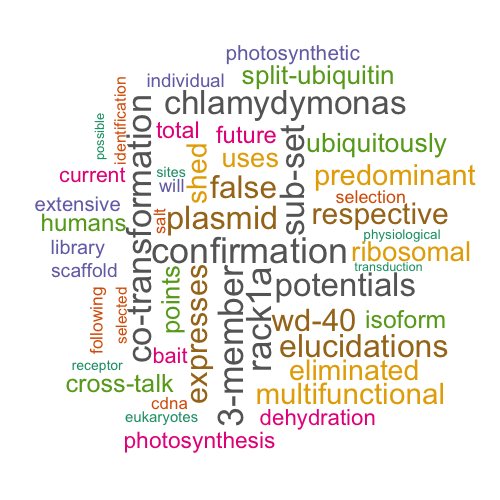 photosynthetic
split-ubiquitin
individual
chlamydymonas
possible
identification
co-transformation
total
future
sub-set
ubiquitously
shed
uses
current
sites
will
false
predominant
selection
extensive
humans
salt
plasmid
respective
physiological
library
confirmation
ribosomal
scaffold
transduction
points
expresses
3-member
rack1a
potentials
following
selected
wd-40
isoform
bait
elucidations
receptor
eliminated
cross-talk
multifunctional
cdna
eukaryotes
dehydration
photosynthesis